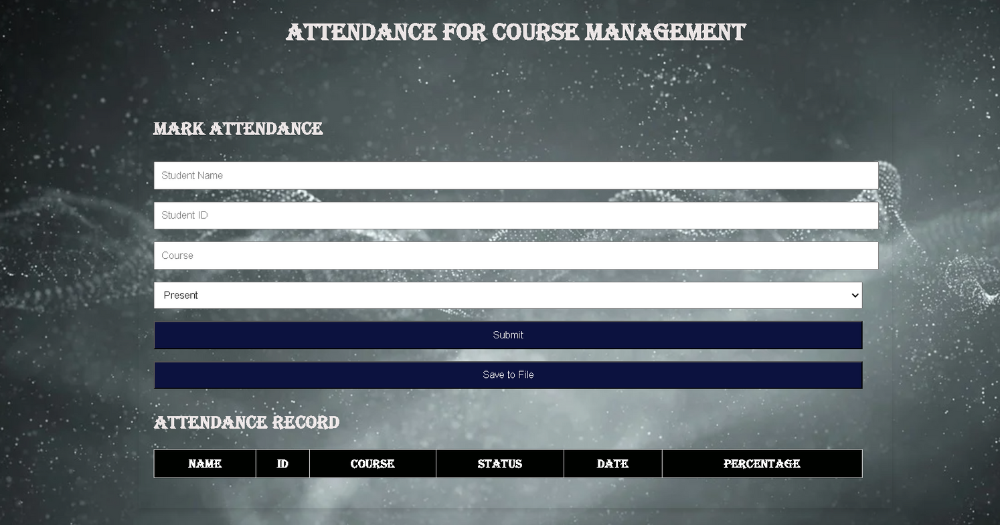 ATTENDANCE FOR COURSE MANAGEMENT
MARK ATTENDANCE
Student Name
Student ID
Course
Present
Submit
Save to File
ATTENDANCE RECORD
NAME ID COURSE STATUS DATE PERCENTAGE